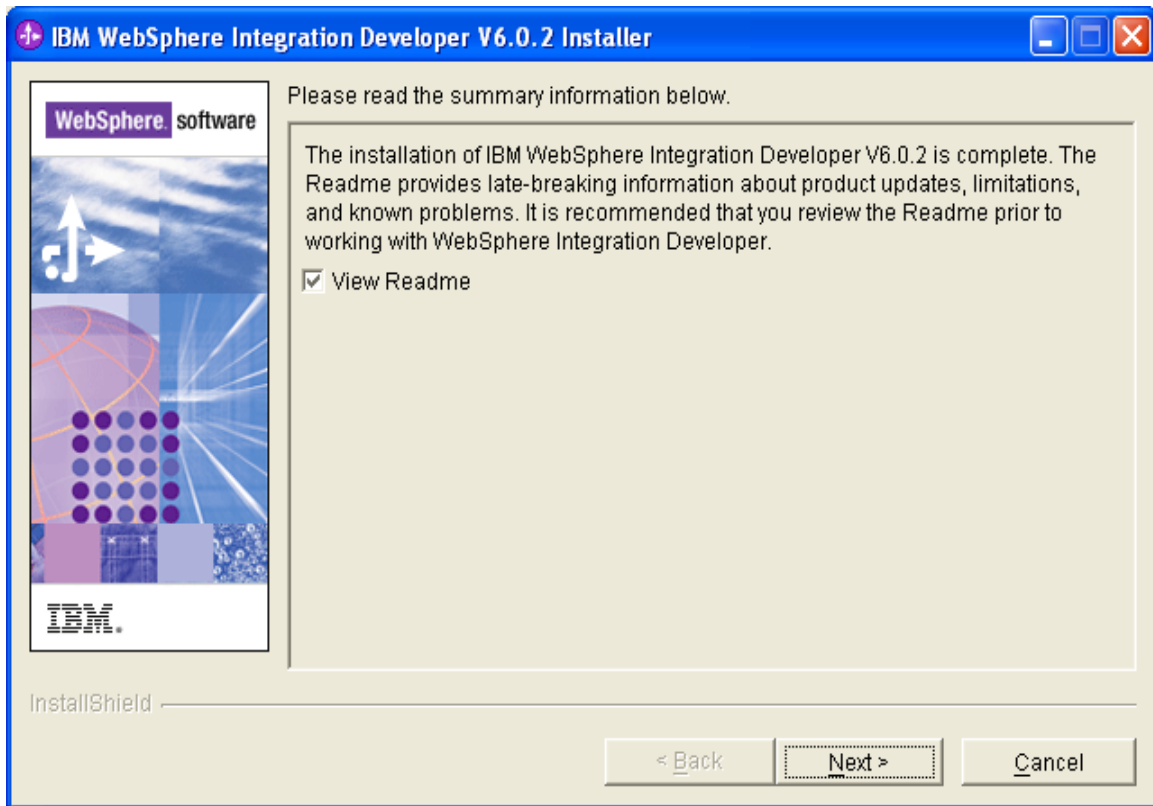 IBM WebSphere Integration Developer V6.0.2 Installer
WebSphere. software
Please read the summary information below.
The installation of IBM WebSphere Integration Developer V6.0.2 is complete. The
Readme provides late-breaking information about product updates, limitations,
and known problems. It is recommended that you review the Readme prior to
working with WebSphere Integration Developer.
View Readme
IBM.
InstallShield
< Back
Next >
Cancel